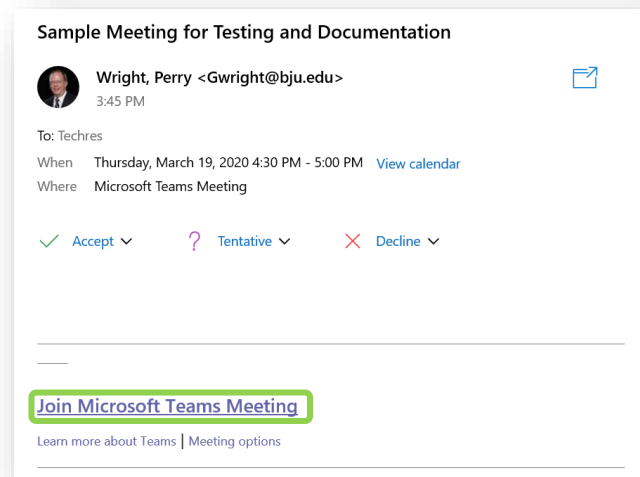 Sample Meeting for Testing and Documentation
Wright, Perry <Gwright@bju.edu>
3:45 PM
To: Techres
When Thursday, March 19, 2020 4:30 PM - 5:00 PM View calendar
Where Microsoft Teams Meeting
Accept ? Tentative Decline
Join Microsoft Teams Meeting
Learn more about Teams | Meeting options